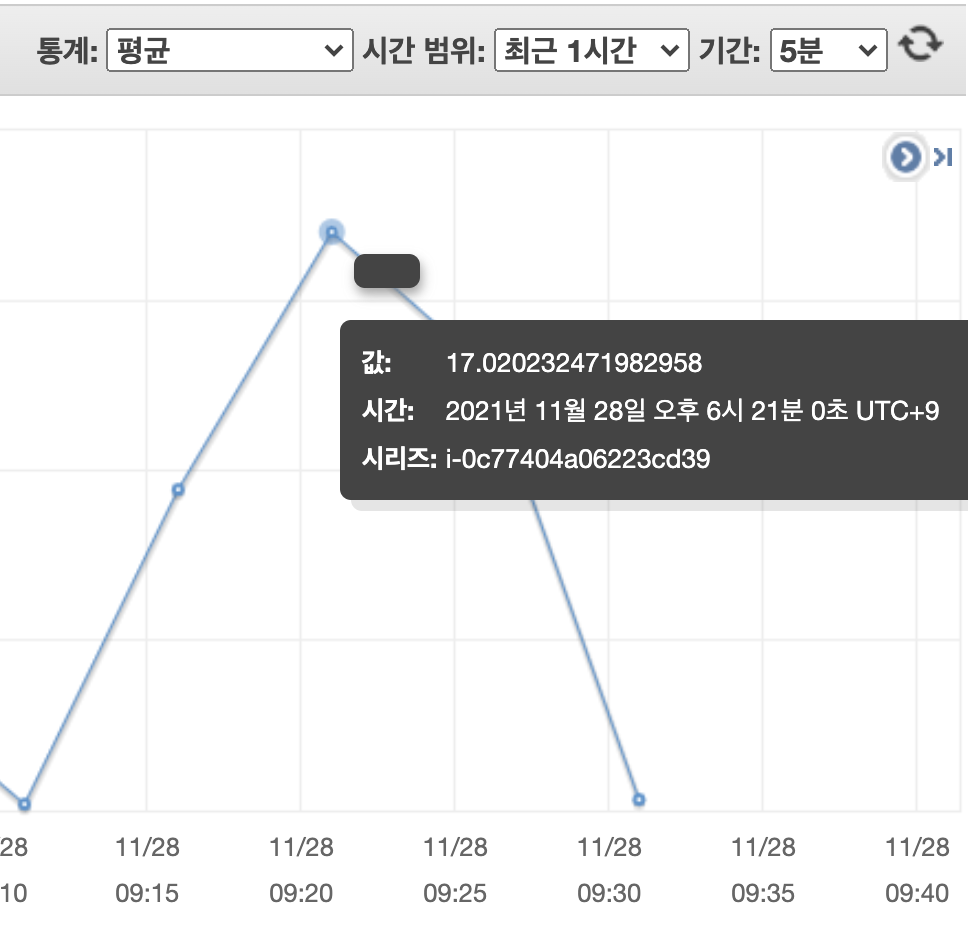 통계: 평균 시간 범위: 최근 1시간 기간: 5분
값: 17.020232471982958
시간: 2021년 11월 28일 오후 6시 21분 0초 UTC+9
시리즈: i-0c77404a06223cd39
28 11/28 11/28 11/28 11/28 11/28 11/28
10 09:15 09:20 09:25 09:30 09:35 09:40